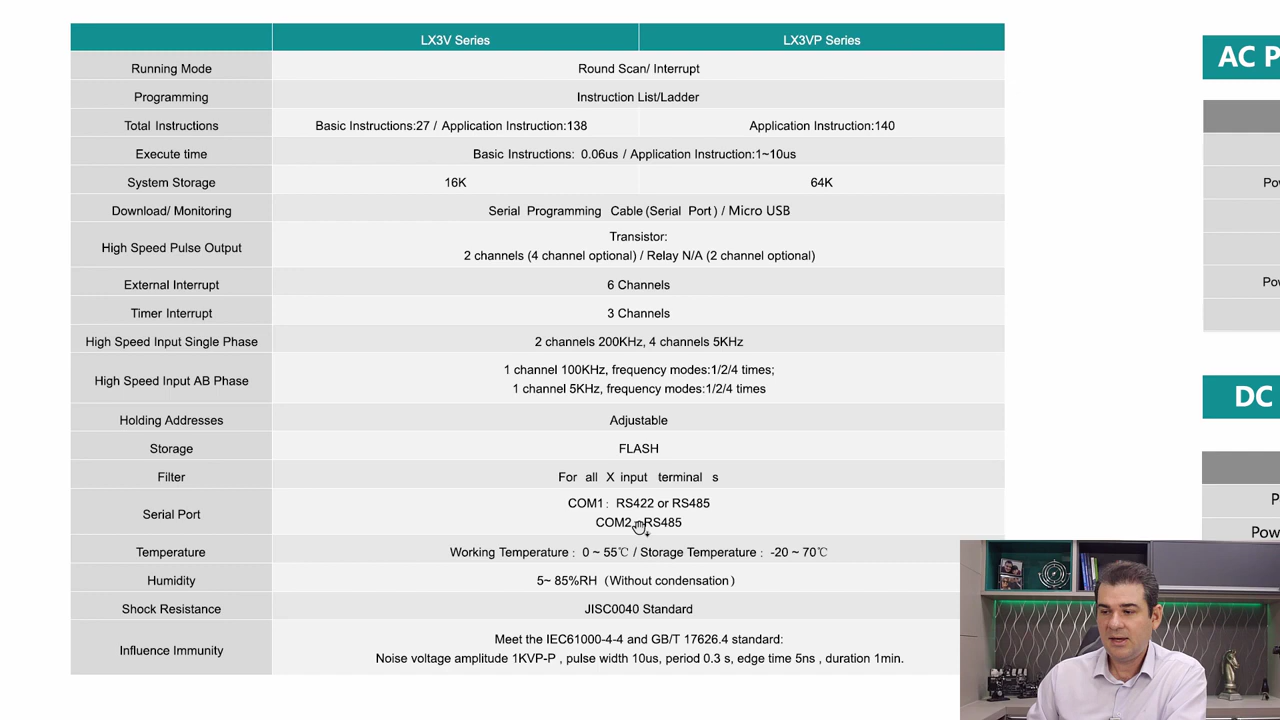 LX3V Series LX3VP Series
Running Mode Round Scan/ Interrupt
Programming Instruction List/Ladder
Total Instructions Basic Instructions:27 / Application Instruction:138 Application Instruction:140
Execute time Basic Instructions: 0.06us / Application Instruction:1~10us
System Storage 16K 64K
Download/ Monitoring Serial Programming Cable(Serial Port) / Micro USB
High Speed Pulse Output Transistor:
2 channels (4 channel optional) / Relay N/A (2 channel optional)
External Interrupt 6 Channels
Timer Interrupt 3 Channels
High Speed Input Single Phase 2 channels 200KHz, 4 channels 5KHz
High Speed Input AB Phase 1 channel 100KHz, frequency modes:1/2/4 times;
1 channel 5KHz, frequency modes:1/2/4 times
Holding Addresses Adjustable
Storage FLASH
Filter For all X input terminal s
Serial Port COM1: RS422 or RS485
COM2: RS485
Temperature Working Temperature : 0 ~ 55℃ / Storage Temperature : -20 ~ 70℃
Humidity 5~ 85%RH (Without condensation)
Shock Resistance JISC0040 Standard
Influence Immunity Meet the IEC61000-4-4 and GB/T 17626.4 standard:
Noise voltage amplitude 1KVP-P , pulse width 10us, period 0.3 s, edge time 5ns , duration 1min.
AC P
Pow
Pow
DC
P
Powe